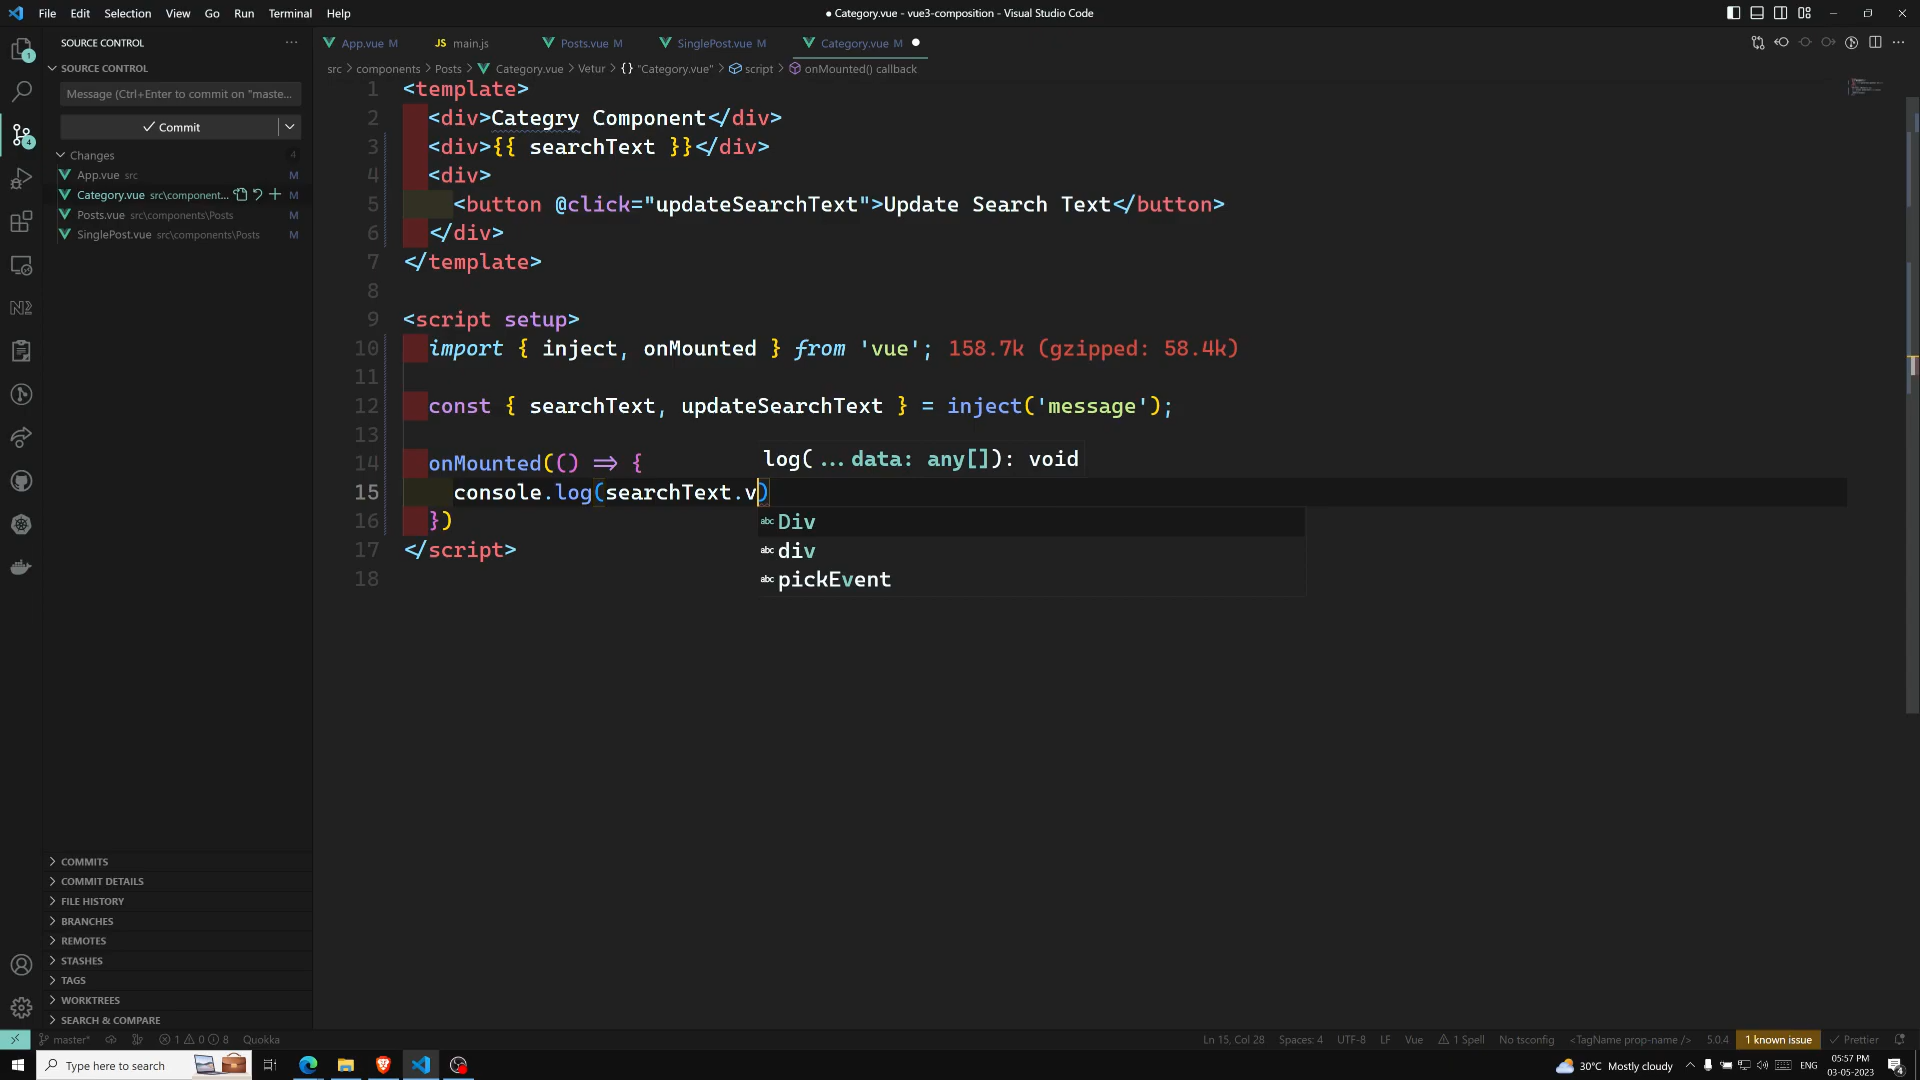 File Edit Selection View Go Run Terminal Help
● Category.vue - vue3-composition - Visual Studio Code
SOURCE CONTROL
App.vue M
JS main.js
Posts.vue M
SinglePost.vue M
Category.vue M
SOURCE CONTROL
src > components > Posts > Category.vue > Vetur > {} "Category.vue" > script > onMounted() callback
Message (Ctrl+Enter to commit on "maste...
Commit
Changes 4
App.vue src M
Category.vue src\component... M
Posts.vue src\components\Posts M
SinglePost.vue src\components\Posts M
1 <template>
2 <div>Categry Component</div>
3 <div>{{ searchText }}</div>
4 <div>
5 <button @click="updateSearchText">Update Search Text</button>
6 </div>
7 </template>
8
9 <script setup>
10 import { inject, onMounted } from 'vue'; 158.7k (gzipped: 58.4k)
11
12 const { searchText, updateSearchText } = inject('message');
13
14 onMounted(() => {
log(...data: any[]): void
15 console.log(searchText.v)
Div
div
pickEvent
16 })
17 </script>
18
COMMITS
COMMIT DETAILS
FILE HISTORY
BRANCHES
REMOTES
STASHES
TAGS
WORKTREES
SEARCH & COMPARE
master* 1 0 8 Quokka
Ln 15, Col 28 Spaces: 4 UTF-8 LF Vue 1 Spell No tsconfig <TagName prop-name /> 5.0.4 1 known issue Prettier
Type here to search
30°C Mostly cloudy ENG
05:57 PM
03-05-2023
4